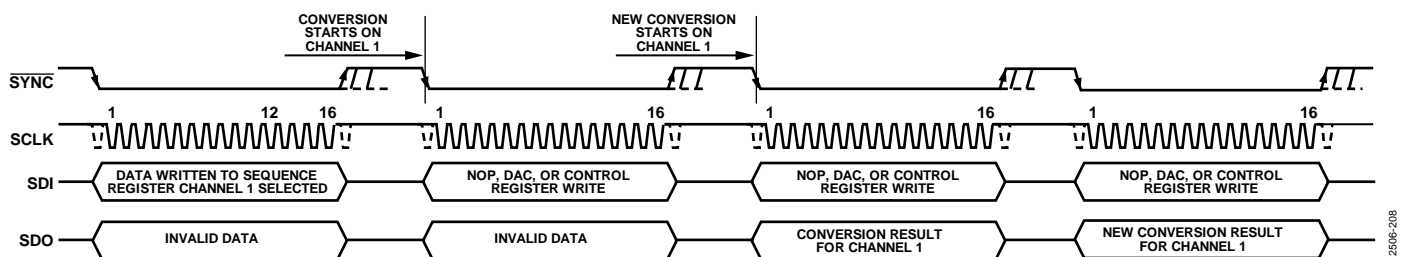 CONVERSION
STARTS ON
CHANNEL 1
NEW CONVERSION
STARTS ON
CHANNEL 1
SYNC
1 12 16 1 16 1 16 1 16
SCLK
SDI
DATA WRITTEN TO SEQUENCE
REGISTER CHANNEL 1 SELECTED
NOP, DAC, OR CONTROL
REGISTER WRITE
NOP, DAC, OR CONTROL
REGISTER WRITE
NOP, DAC, OR CONTROL
REGISTER WRITE
SDO
INVALID DATA
INVALID DATA
CONVERSION RESULT
FOR CHANNEL 1
NEW CONVERSION RESULT
FOR CHANNEL 1
2506-208